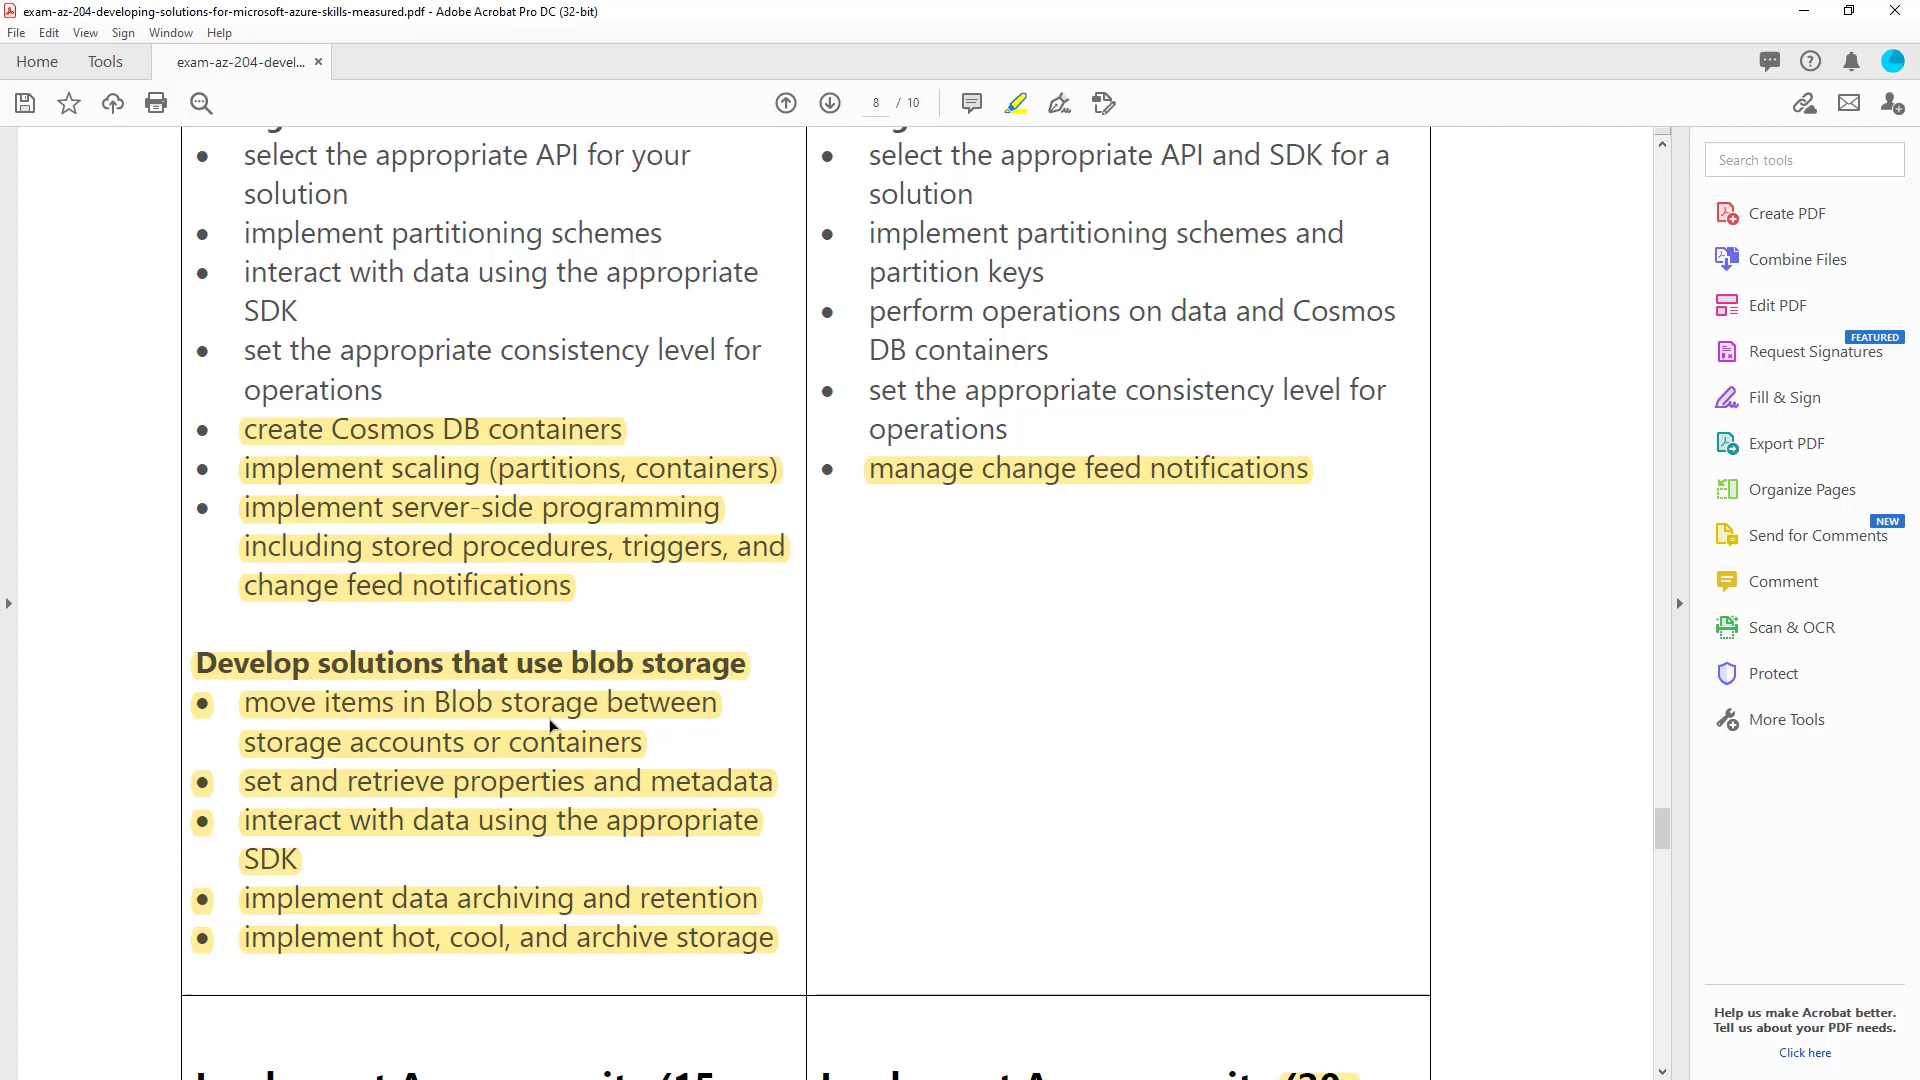 exam-az-204-developing-solutions-for-microsoft-azure-skills-measured.pdf - Adobe Acrobat Pro DC (32-bit)
File Edit View Sign Window Help
Home Tools exam-az-204-devel... ×
8 / 10
• select the appropriate API for your
solution
• implement partitioning schemes
• interact with data using the appropriate
SDK
• set the appropriate consistency level for
operations
• create Cosmos DB containers
• implement scaling (partitions, containers)
• implement server-side programming
including stored procedures, triggers, and
change feed notifications
Develop solutions that use blob storage
• move items in Blob storage between
storage accounts or containers
• set and retrieve properties and metadata
• interact with data using the appropriate
SDK
• implement data archiving and retention
• implement hot, cool, and archive storage
• select the appropriate API and SDK for a
solution
• implement partitioning schemes and
partition keys
• perform operations on data and Cosmos
DB containers
• set the appropriate consistency level for
operations
• manage change feed notifications
Search tools
Create PDF
Combine Files
Edit PDF
FEATURED
Request Signatures
Fill & Sign
Export PDF
Organize Pages
NEW
Send for Comments
Comment
Scan & OCR
Protect
More Tools
Help us make Acrobat better.
Tell us about your PDF needs.
Click here